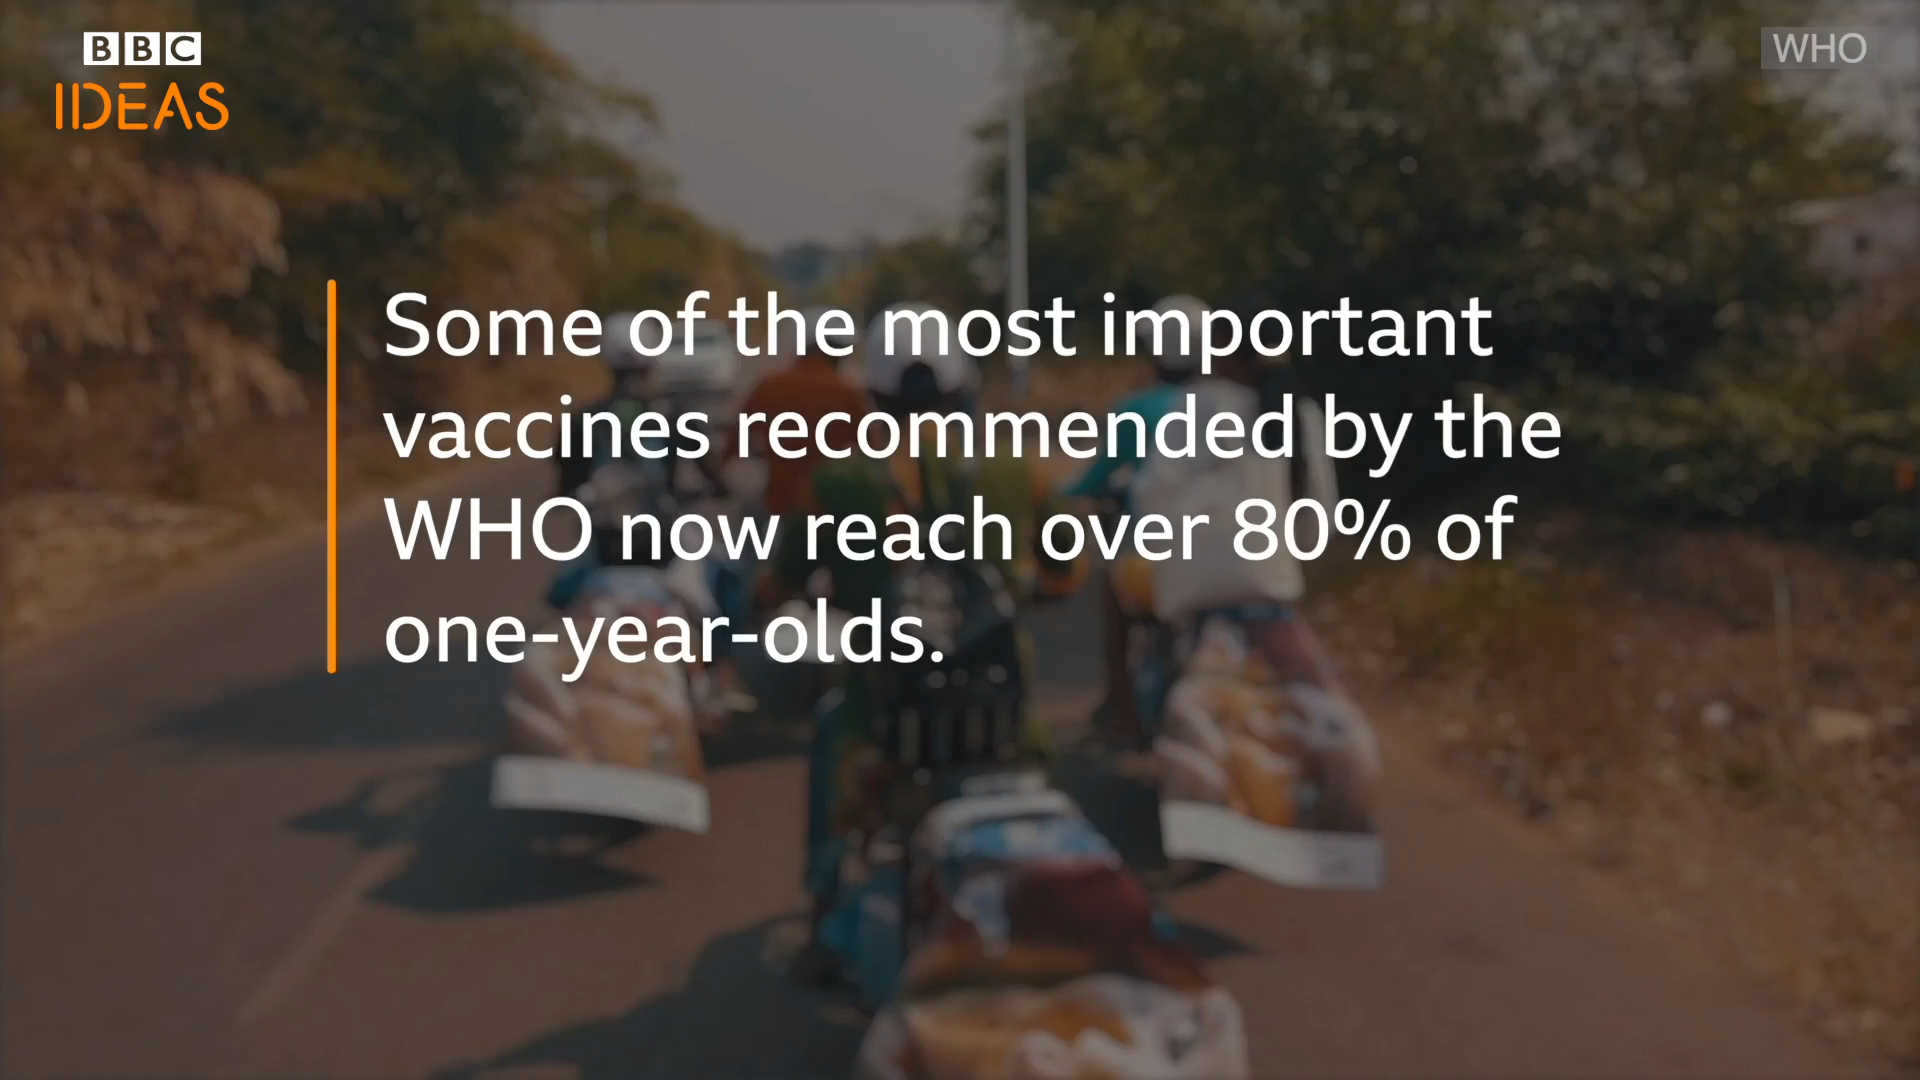 BBC
IDEAS
WHO
Some of the most important
vaccines recommended by the
WHO now reach over 80% of
one-year-olds.